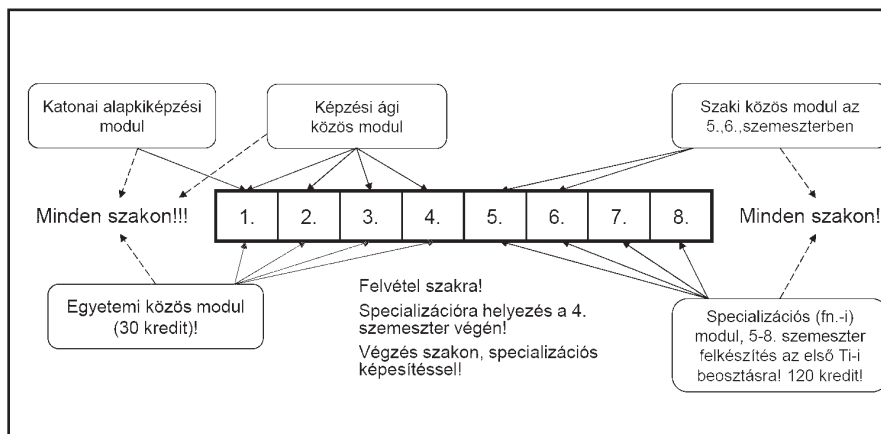 Katonai alapkiképzési
modul
Képzési ági
közös modul
Szaki közös modul az
5.,6.,szemeszterben
Minden szakon!!!
1. 2. 3. 4. 5. 6. 7. 8.
Minden szakon!
Egyetemi közös modul
(30 kredit)!
Felvétel szakra!
Specializációra helyezés a 4.
szemeszter végén!
Végzés szakon, specializációs
képesítéssel!
Specializációs (fn.-i)
modul, 5-8. szemeszter
felkészítés az első Ti-i
beosztásra! 120 kredit!